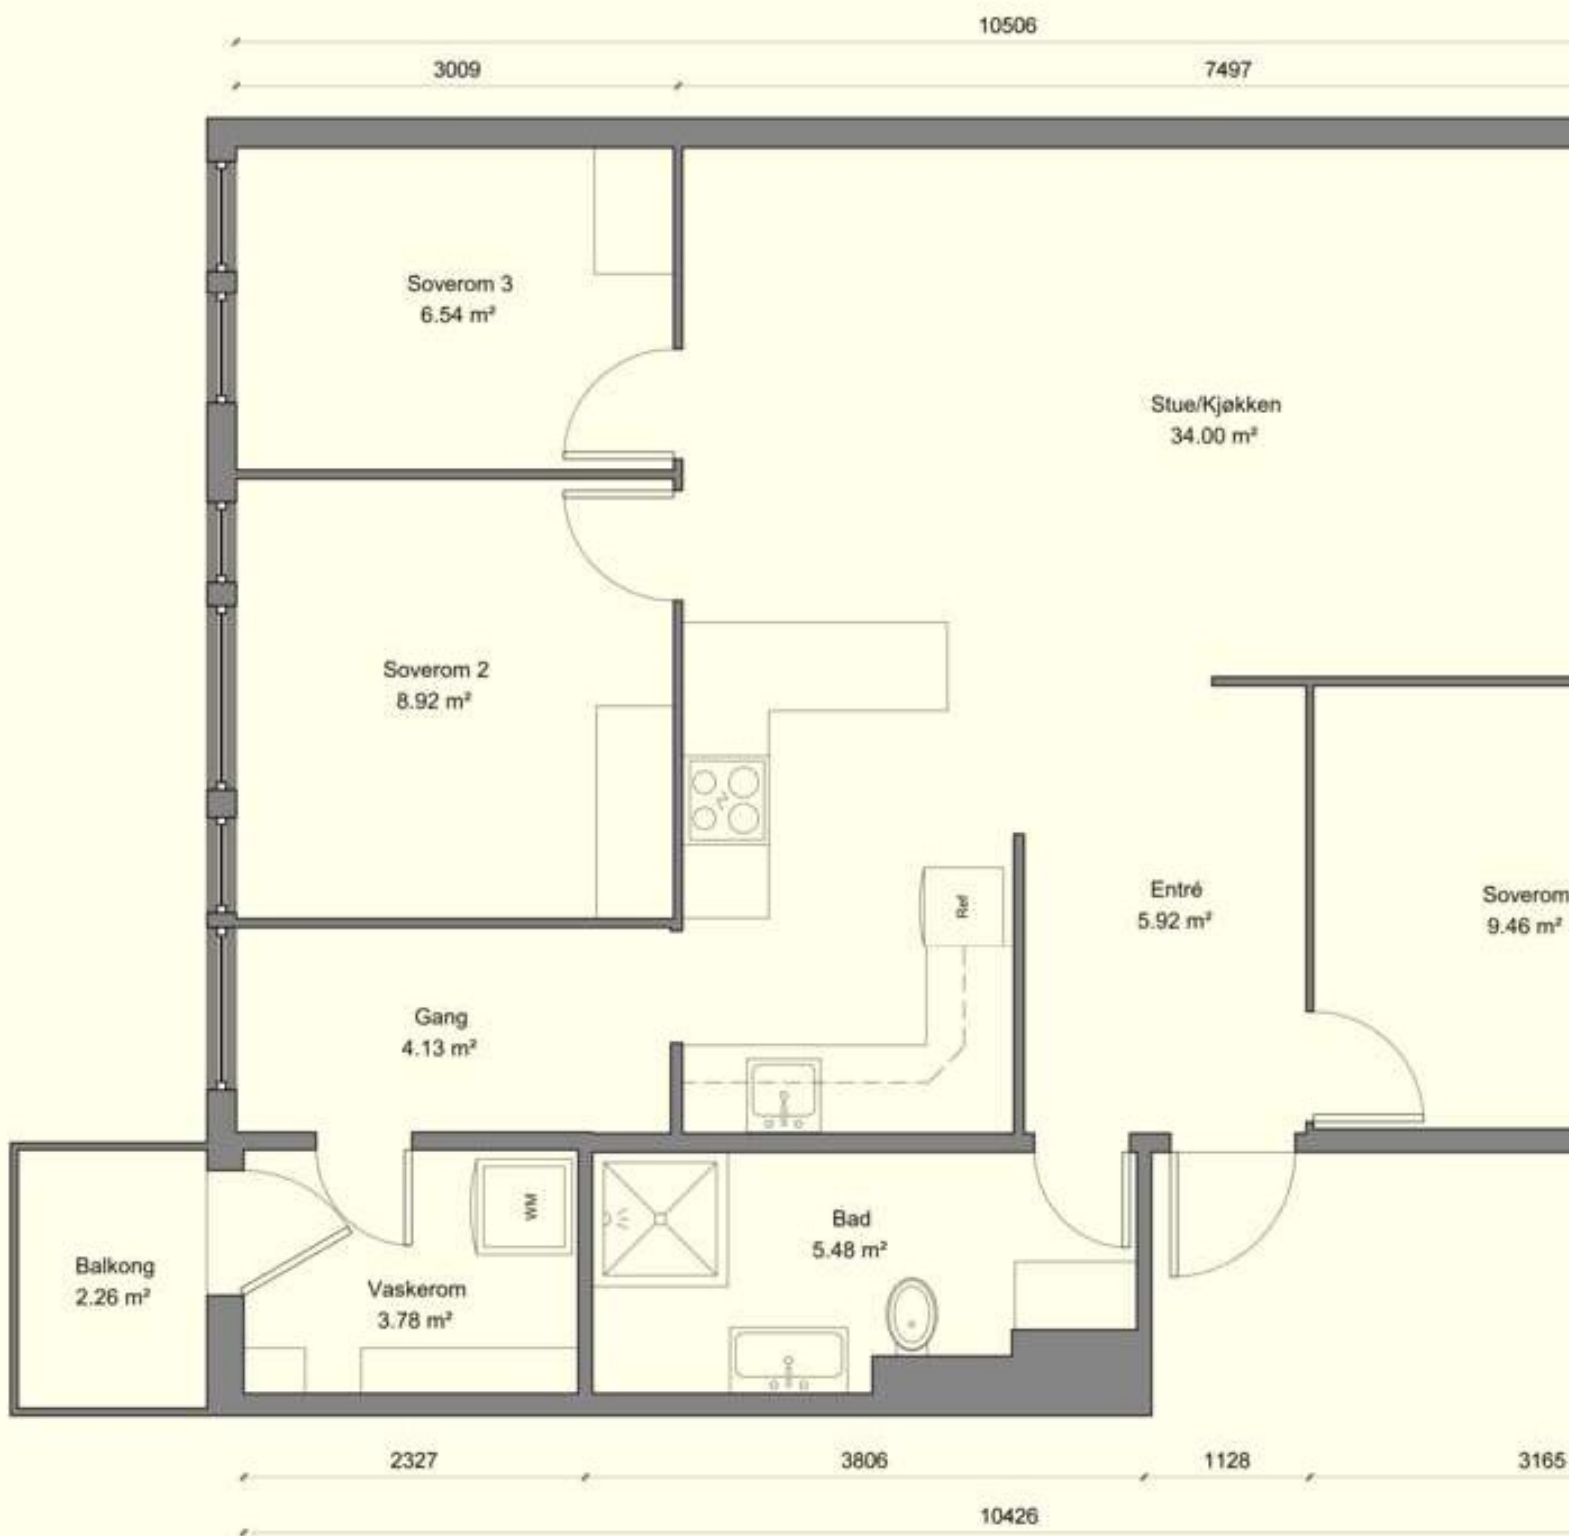 10506
3009
7497
Soverom 3
6.54 m²
Stue/Kjøkken
34.00 m²
Soverom 2
8.92 m²
Entré
5.92 m²
Soverom
9.46 m²
Ref
Gang
4.13 m²
WM
Bad
5.48 m²
Balkong
2.26 m²
Vaskerom
3.78 m²
2327
3806
1128
3165
10426